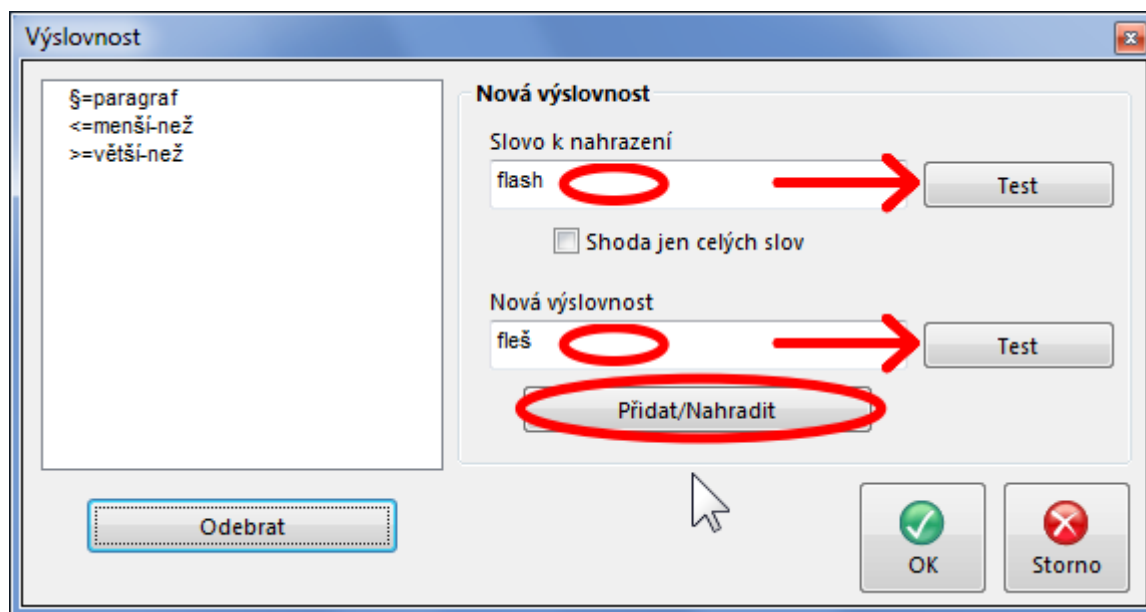 Výslovnost
§=paragraf
<=menší-než
>=větší-než
Nová výslovnost
Slovo k nahrazení
flash
Test
Shoda jen celých slov
Nová výslovnost
fleš
Test
Přidat/Nahradit
Odebrat
OK
Storno